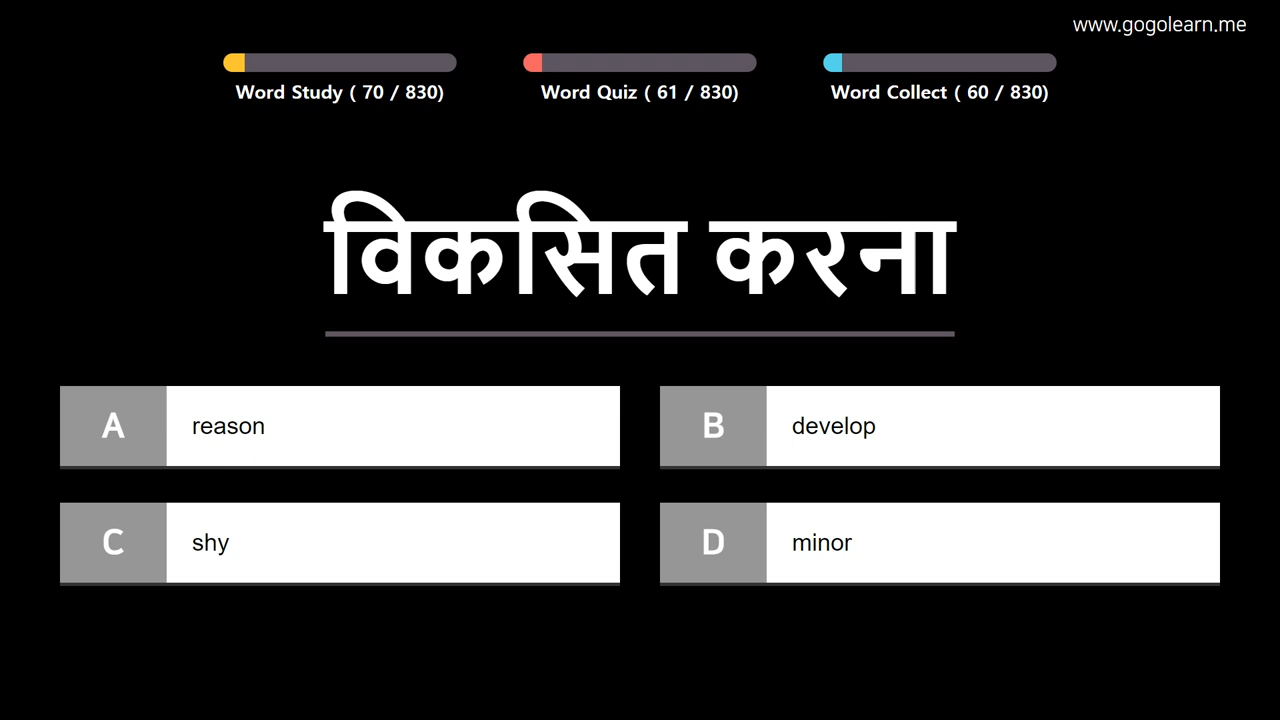 www.gogolearn.me
Word Study ( 70 / 830)
Word Quiz ( 61 / 830)
Word Collect ( 60 / 830)
विकसित करना
A reason
B develop
C shy
D minor